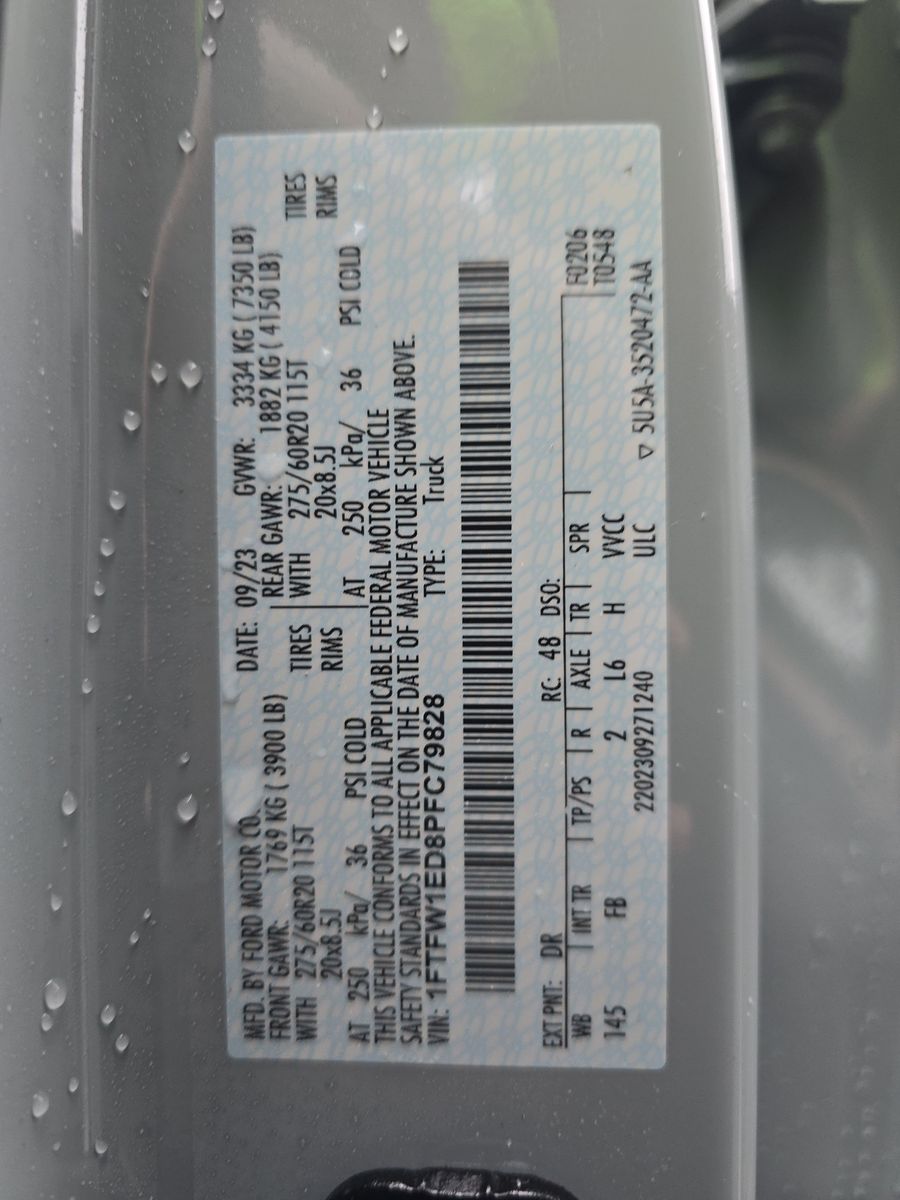 MFD. BY FORD MOTOR CO. DATE: 09/23 GVWR: 3334 KG ( 7350 LB)
FRONT GAWR: 1769 KG ( 3900 LB) REAR GAWR: 1882 KG ( 4150 LB)
WITH 275/60R20 115T TIRES WITH 275/60R20 115T TIRES
20x8.5J RIMS 20x8.5J RIMS
AT 250 kPa/ 36 PSI COLD AT 250 kPa/ 36 PSI COLD
THIS VEHICLE CONFORMS TO ALL APPLICABLE FEDERAL MOTOR VEHICLE
SAFETY STANDARDS IN EFFECT ON THE DATE OF MANUFACTURE SHOWN ABOVE.
VIN: 1FTFW1ED8PFC79828 TYPE: Truck
EXT PNT: DR RC: 48 DSO: F0206
WB INT TR TP/PS R AXLE TR SPR T0548
145 FB 2 L6 H VVCC
2202309271240 ULC ▽ 5U5A-3520472-AA